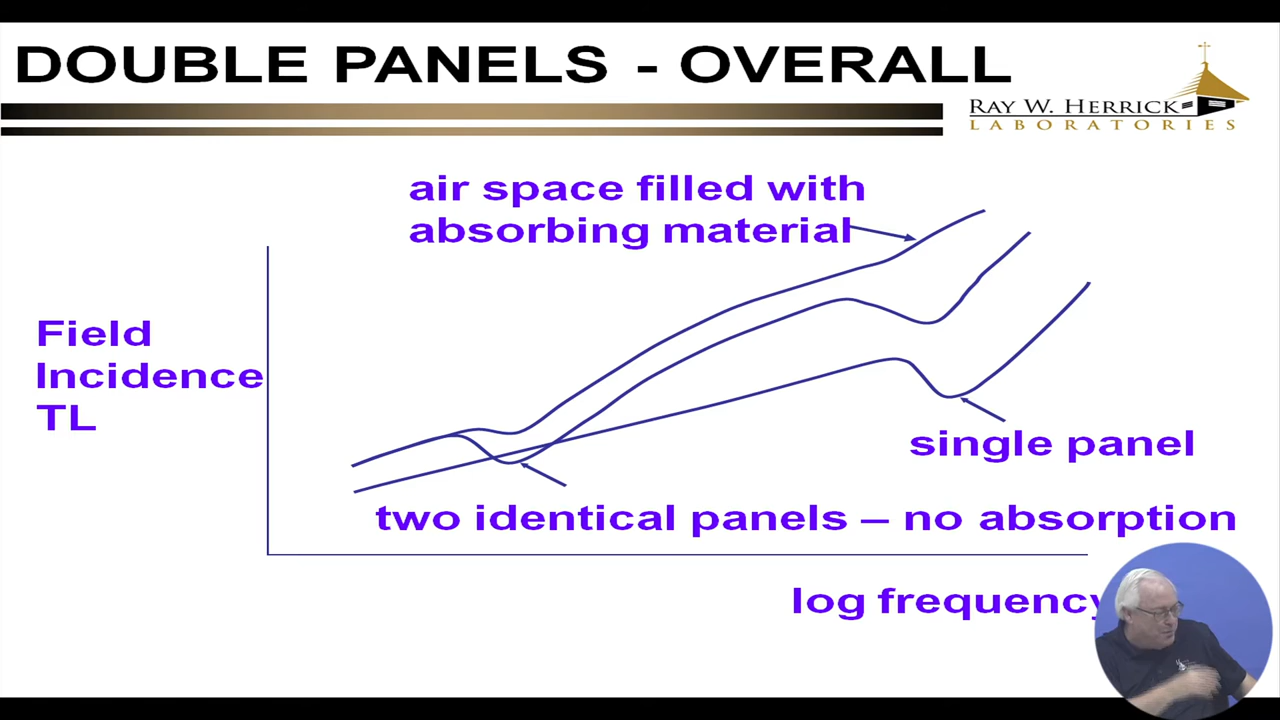 DOUBLE PANELS - OVERALL
RAY W. HERRICK
LABORATORIES
air space filled with
absorbing material
Field
Incidence
TL
single panel
two identical panels – no absorption
log frequency